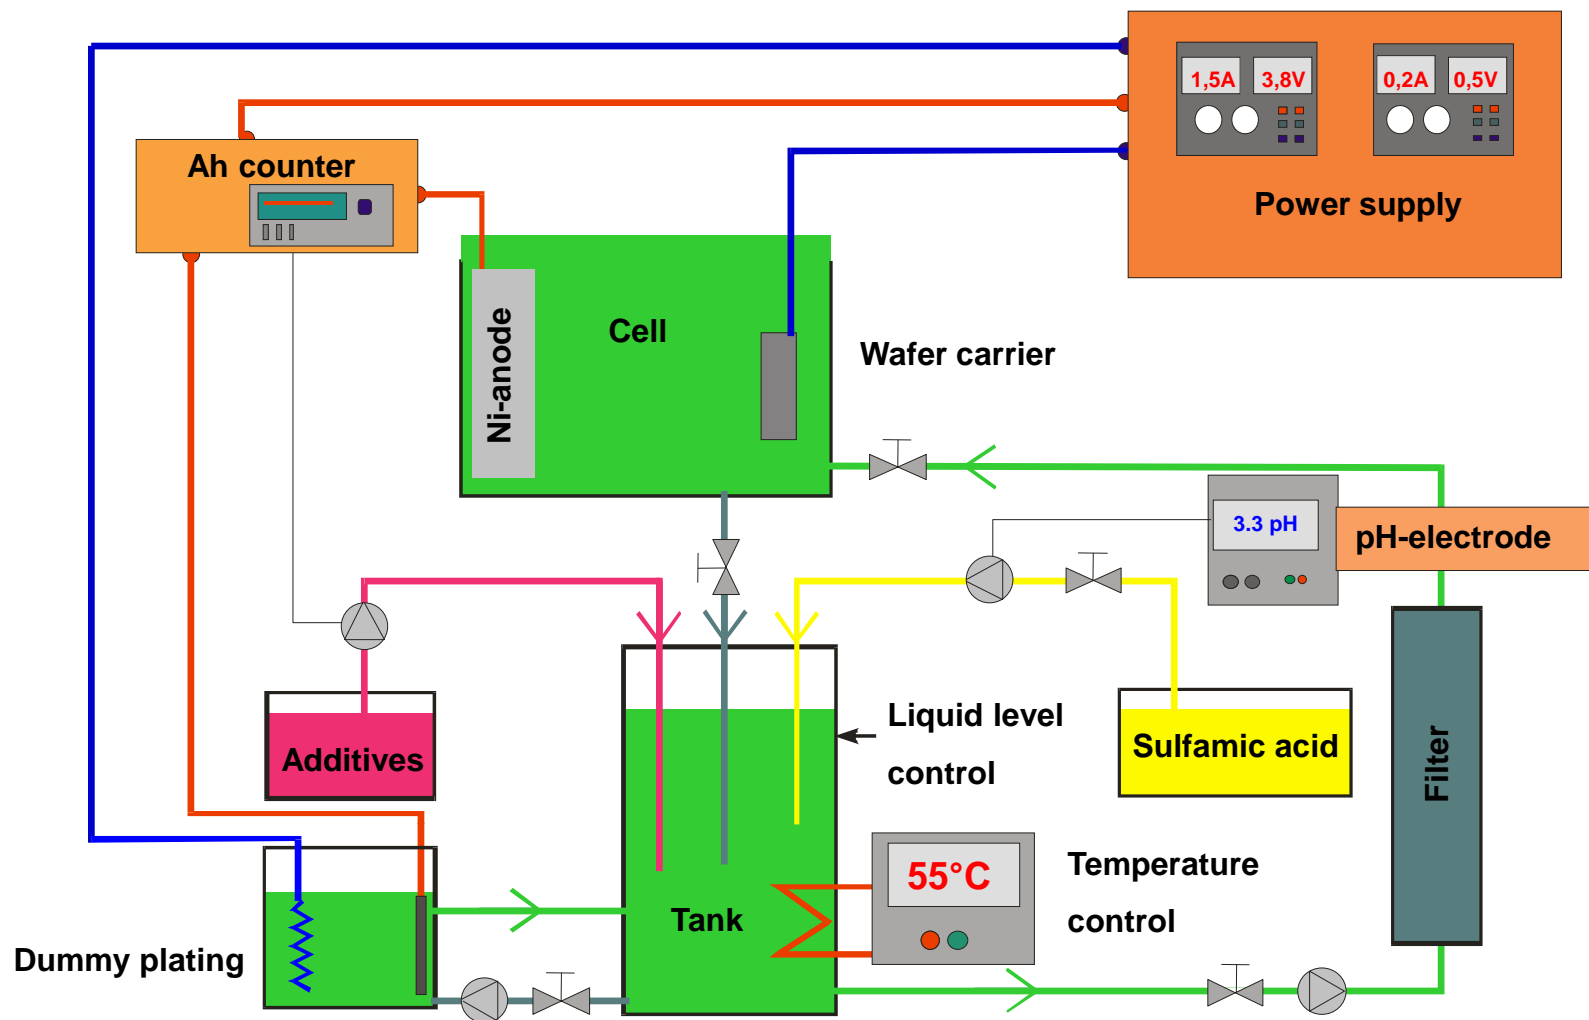 1,5A
3,8V
0,2A
0,5V
Ah counter
Power supply
Ni-anode
Cell
Wafer carrier
3.3 pH
pH-electrode
Liquid level
control
Additives
Sulfamic acid
Filter
55°C
Temperature
control
Tank
Dummy plating